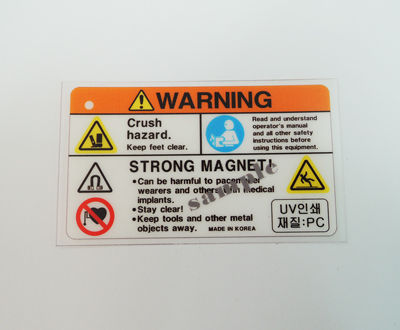 WARNING
Crush
hazard.
Keep feet clear.
Read and understand
operator's manual
and all other safety
instructions before
using this equipment.
STRONG MAGNET!
•Can be harmful to pacemaker
wearers and others with medical
implants.
•Stay clear!
•Keep tools and other metal
objects away. MADE IN KOREA
sample
UV인쇄
재질:PC